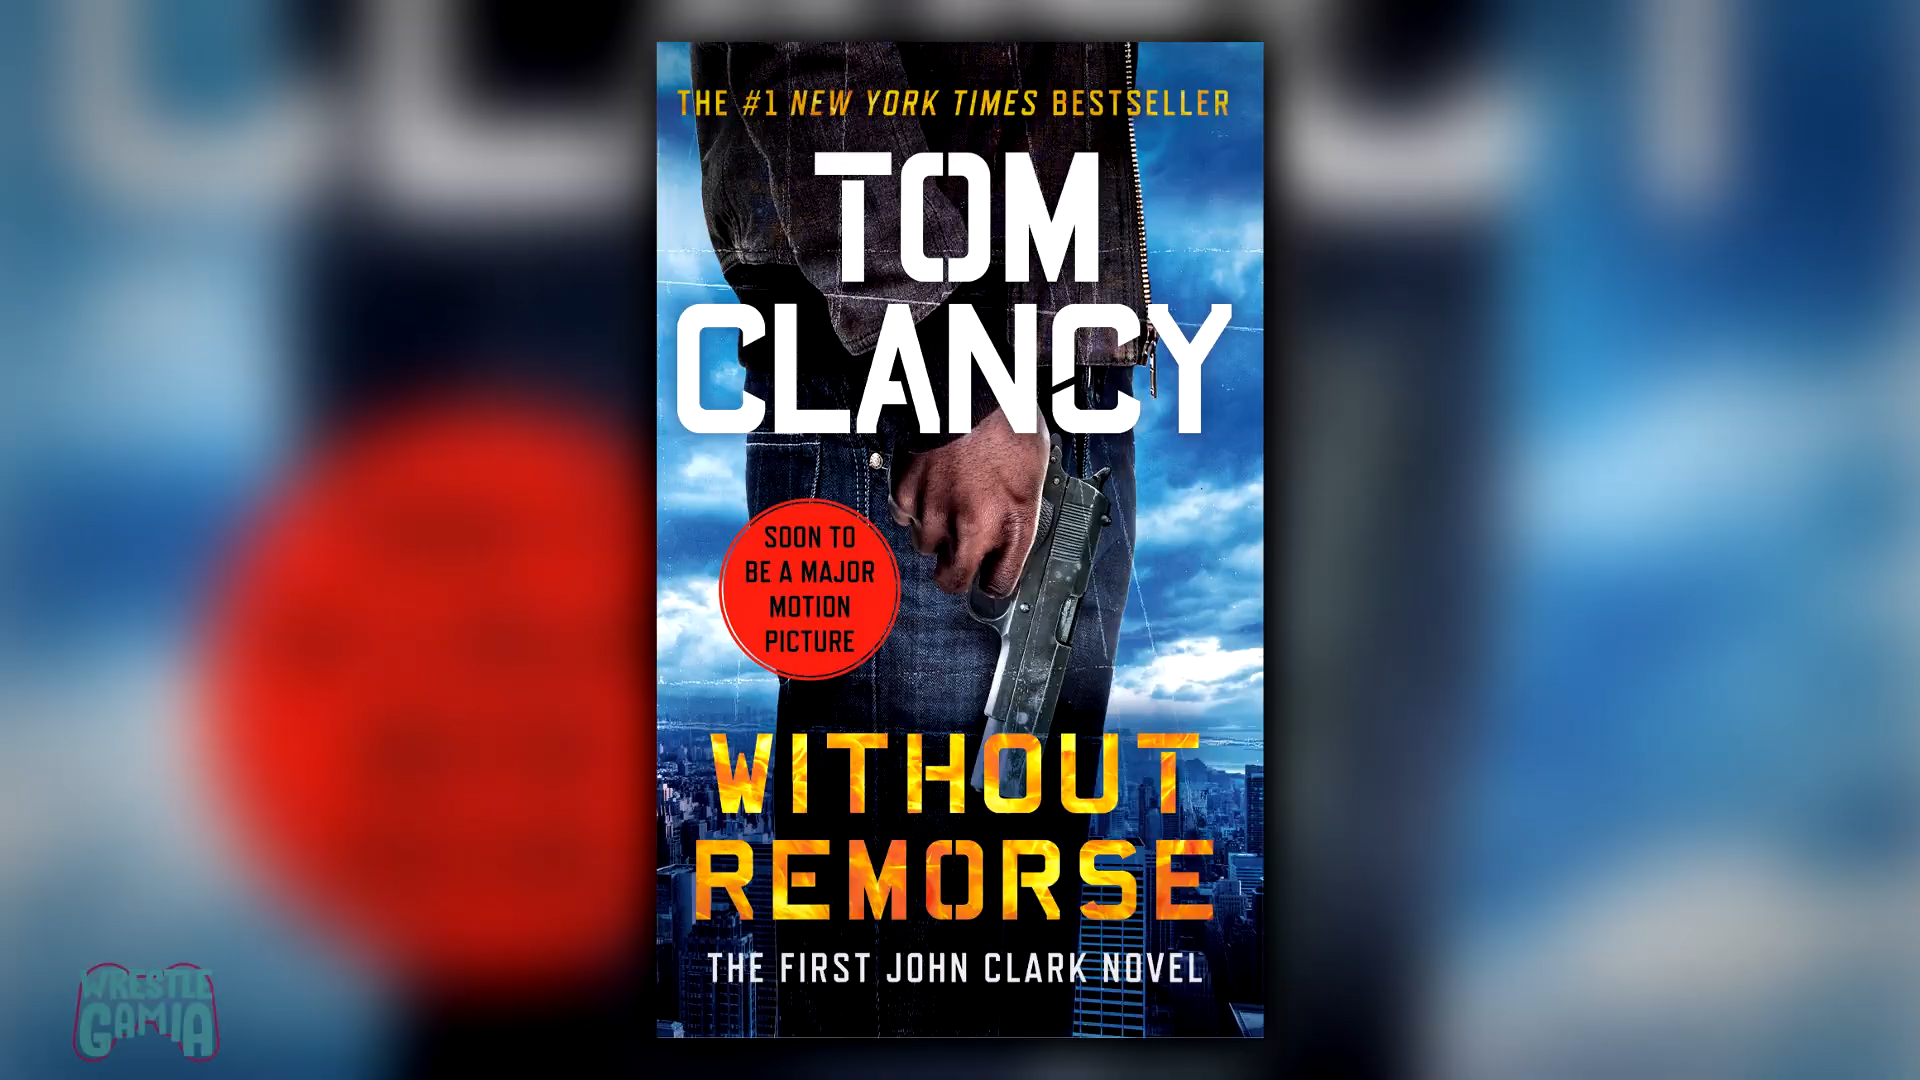 THE #1 NEW YORK TIMES BESTSELLER
TOM
CLANCY
SOON TO
BE A MAJOR
MOTION
PICTURE
WITHOUT
REMORSE
THE FIRST JOHN CLARK NOVEL
WRESTLE
GAMIA